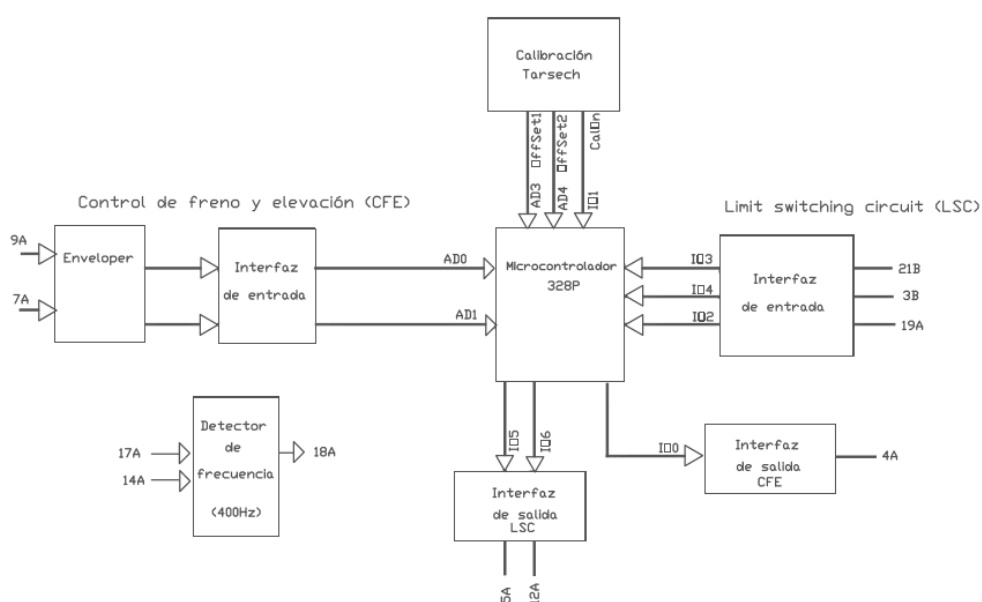 Calibración
Tarsech
AD3 OffSet1
AD4 OffSet2
IO1 CalOn
Control de freno y elevación (CFE)
Limit switching circuit (LSC)
9A
7A
Enveloper
Interfaz
de entrada
AD0
AD1
Microcontrolador
328P
IO3
IO4
IO2
Interfaz
de entrada
21B
3B
19A
17A
14A
Detector
de
frecuencia
(400Hz)
18A
IO5
IO6
IO0
Interfaz
de salida
CFE
4A
Interfaz
de salida
LSC